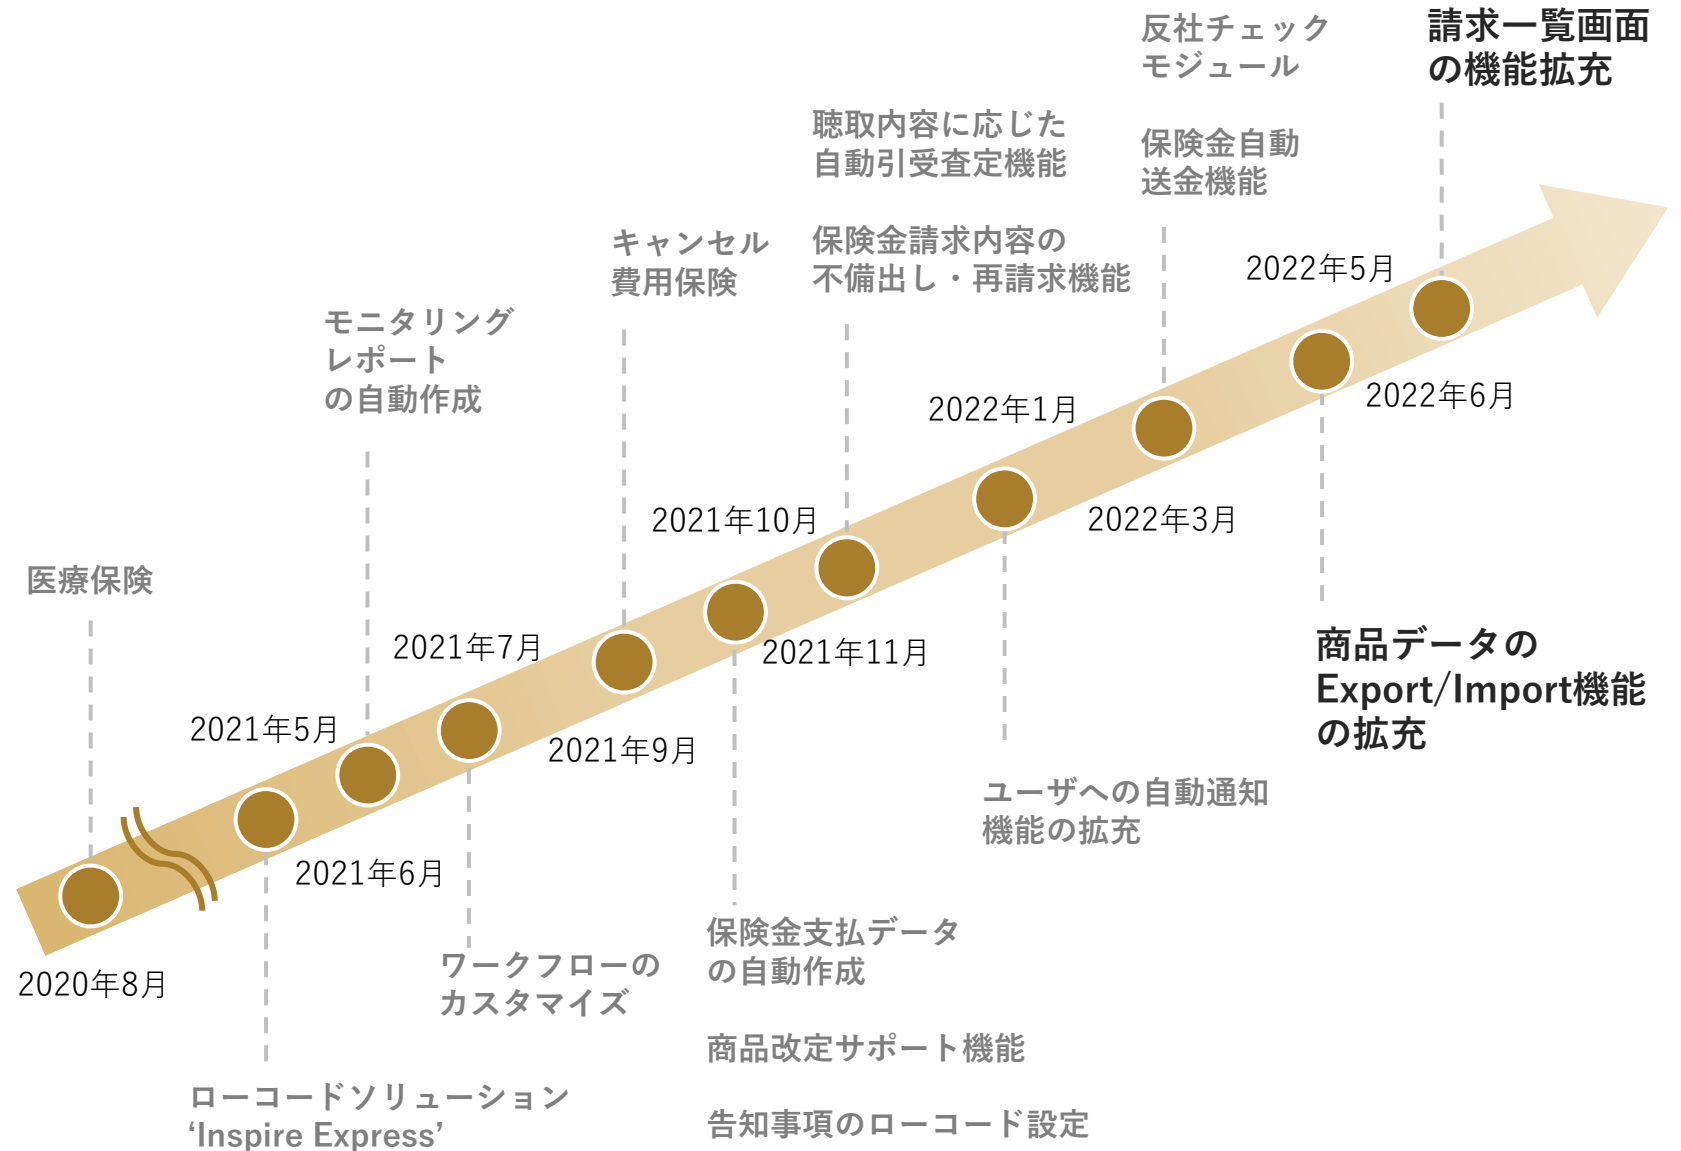 医療保険
2020年8月
2021年5月
ローコードソリューション
‘Inspire Express’
モニタリング
レポート
の自動作成
2021年6月
2021年7月
ワークフローの
カスタマイズ
キャンセル
費用保険
2021年9月
2021年10月
保険金支払データ
の自動作成
商品改定サポート機能
告知事項のローコード設定
聴取内容に応じた
自動引受査定機能
保険金請求内容の
不備出し・再請求機能
2021年11月
2022年1月
ユーザへの自動通知
機能の拡充
反社チェック
モジュール
保険金自動
送金機能
2022年3月
2022年5月
商品データの
Export/Import機能
の拡充
請求一覧画面
の機能拡充
2022年6月